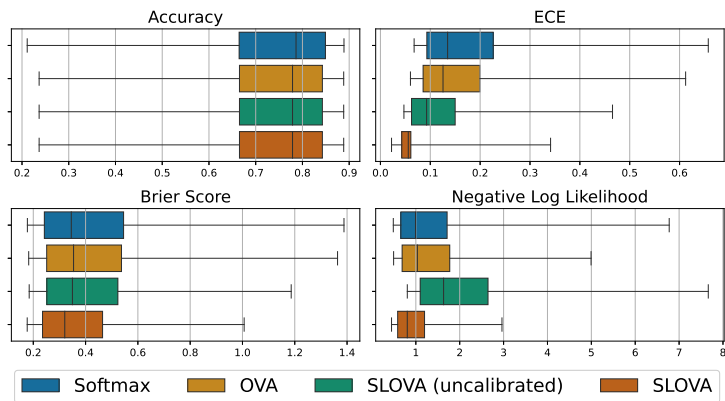 Accuracy
ECE
0.2 0.3 0.4 0.5 0.6 0.7 0.8 0.9
0.0 0.1 0.2 0.3 0.4 0.5 0.6
Brier Score
Negative Log Likelihood
0.2 0.4 0.6 0.8 1.0 1.2 1.4
1 2 3 4 5 6 7 8
Softmax OVA SLOVA (uncalibrated) SLOVA